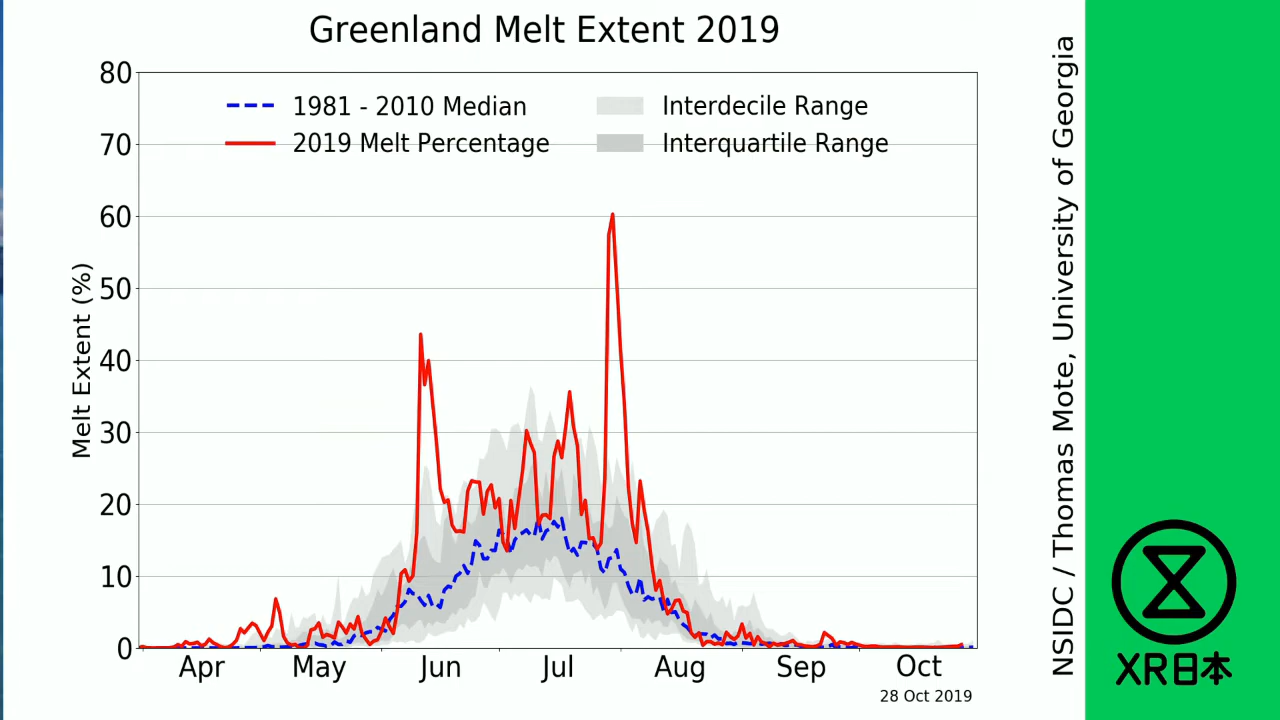 Greenland Melt Extent 2019
1981 - 2010 Median
2019 Melt Percentage
Interdecile Range
Interquartile Range
Melt Extent (%)
80
70
60
50
40
30
20
10
0
Apr May Jun Jul Aug Sep Oct
28 Oct 2019
NSIDC / Thomas Mote, University of Georgia
XR日本